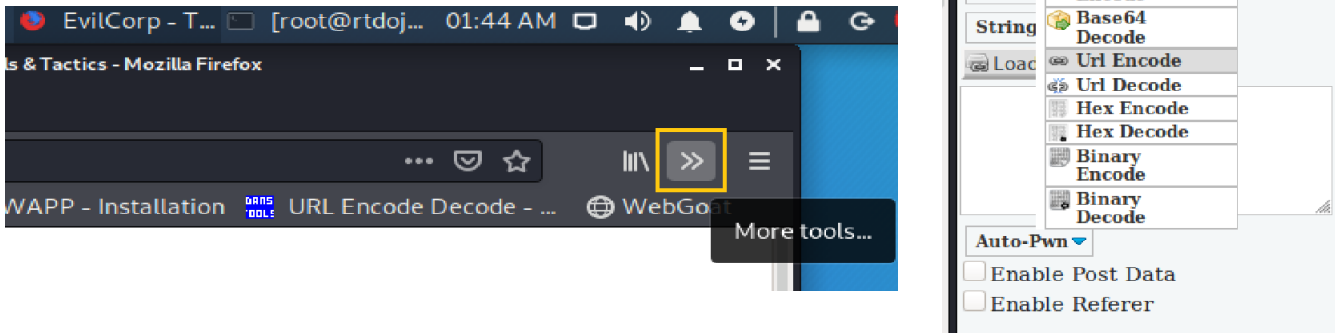 EvilCorp - T... [root@rtdoj... 01:44 AM
ls & Tactics - Mozilla Firefox
WAPP - Installation DANS TOOLS URL Encode Decode - ... WebGoat
More tools...
Base64
Decode
String
Load
Url Encode
Url Decode
Hex Encode
Hex Decode
Binary
Encode
Binary
Decode
Auto-Pwn
Enable Post Data
Enable Referer